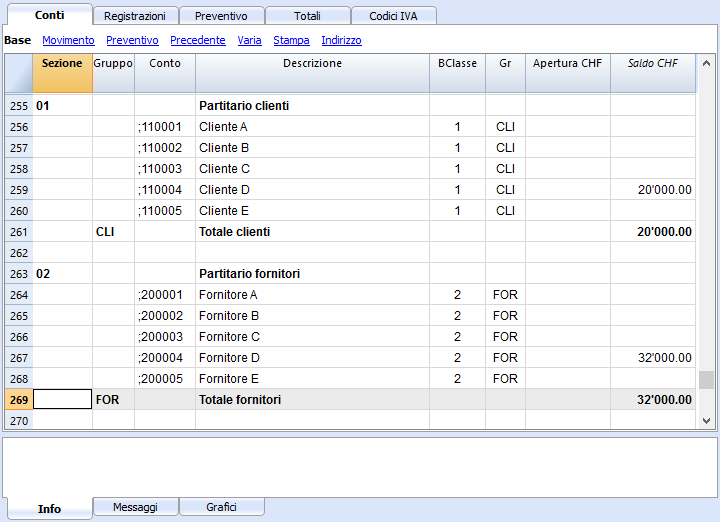 Conti Registrazioni Preventivo Totali Codici IVA
Base Movimento Preventivo Precedente Varia Stampa Indirizzo
Sezione Gruppo Conto Descrizione BClasse Gr Apertura CHF Saldo CHF
255 01 Partitario clienti
256 ;110001 Cliente A 1 CLI
257 ;110002 Cliente B 1 CLI
258 ;110003 Cliente C 1 CLI
259 ;110004 Cliente D 1 CLI 20'000.00
260 ;110005 Cliente E 1 CLI
261 CLI Totale clienti 20'000.00
262
263 02 Partitario fornitori
264 ;200001 Fornitore A 2 FOR
265 ;200002 Fornitore B 2 FOR
266 ;200003 Fornitore C 2 FOR
267 ;200004 Fornitore D 2 FOR 32'000.00
268 ;200005 Fornitore E 2 FOR
269 FOR Totale fornitori 32'000.00
270
Info Messaggi Grafici